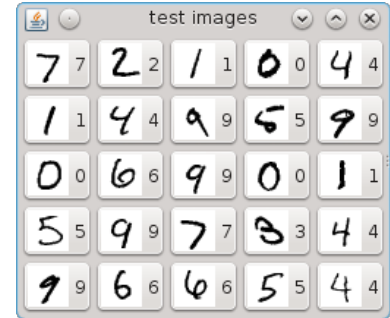 test images
7 7 2 2 1 1 0 0 4 4
1 1 4 4 9 9 5 5 9 9
0 0 6 6 9 9 0 0 1 1
5 5 9 9 7 7 3 3 4 4
9 9 6 6 6 6 5 5 4 4